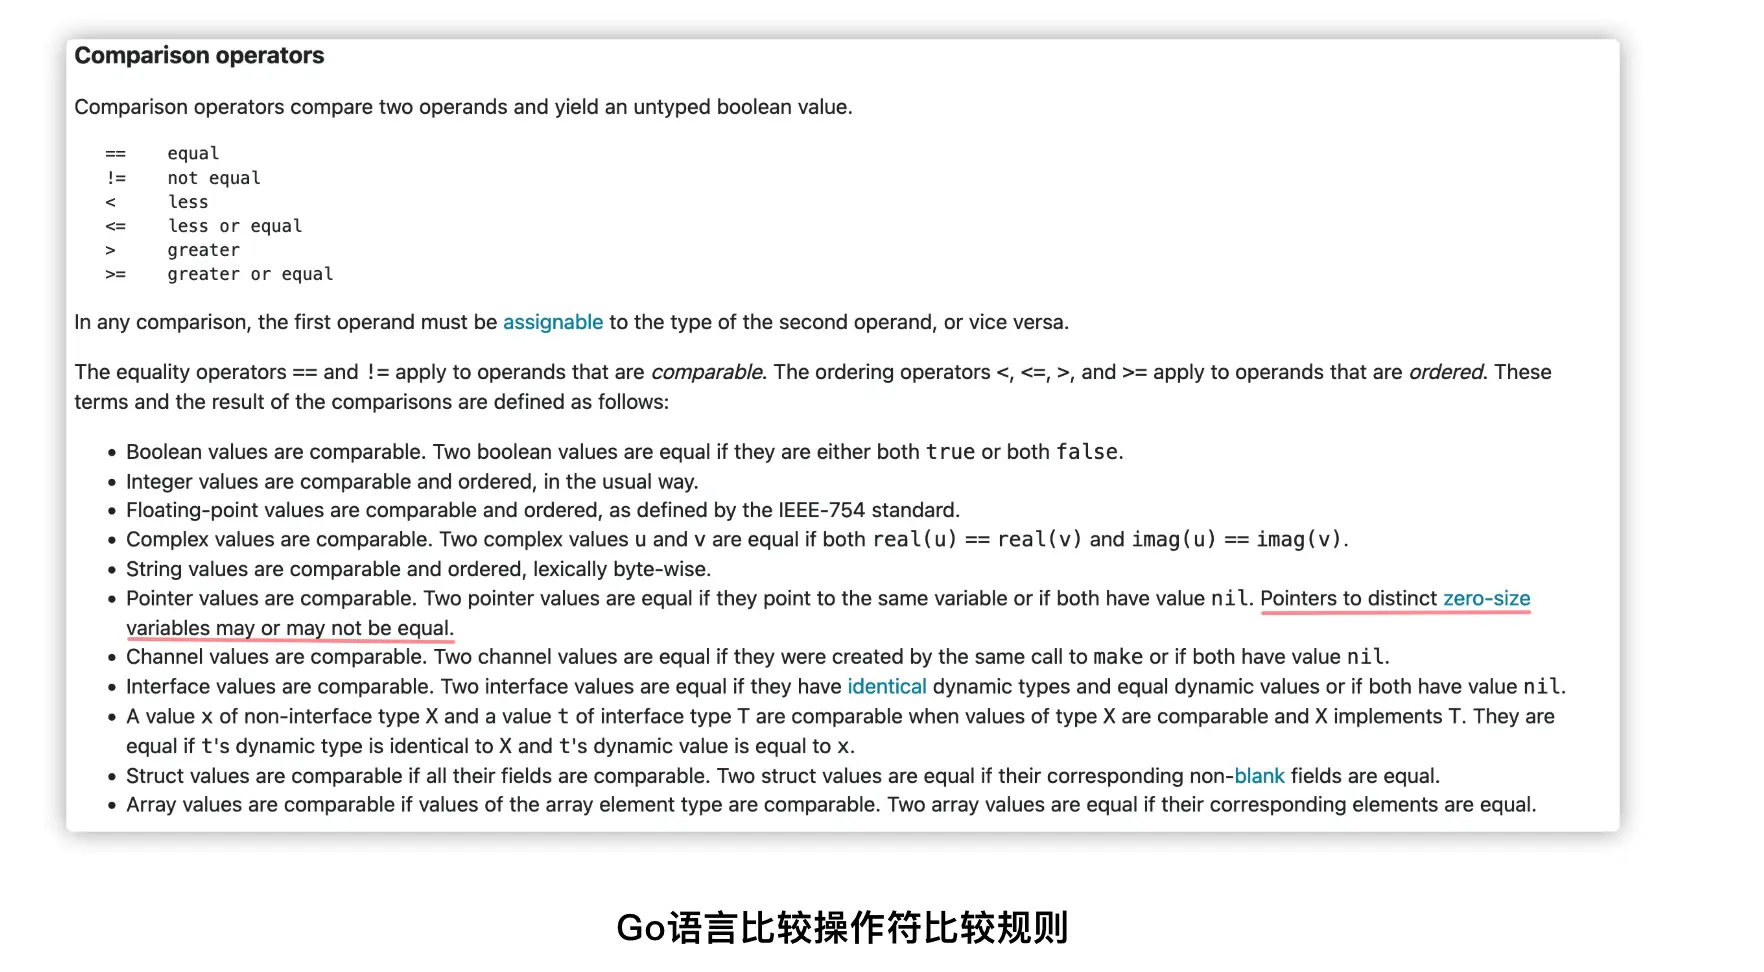 Comparison operators
Comparison operators compare two operands and yield an untyped boolean value.
== equal
!= not equal
< less
<= less or equal
> greater
>= greater or equal
In any comparison, the first operand must be assignable to the type of the second operand, or vice versa.
The equality operators == and != apply to operands that are comparable. The ordering operators <, <=, >, and >= apply to operands that are ordered. These
terms and the result of the comparisons are defined as follows:
• Boolean values are comparable. Two boolean values are equal if they are either both true or both false.
• Integer values are comparable and ordered, in the usual way.
• Floating-point values are comparable and ordered, as defined by the IEEE-754 standard.
• Complex values are comparable. Two complex values u and v are equal if both real(u) == real(v) and imag(u) == imag(v).
• String values are comparable and ordered, lexically byte-wise.
• Pointer values are comparable. Two pointer values are equal if they point to the same variable or if both have value nil. Pointers to distinct zero-size
variables may or may not be equal.
• Channel values are comparable. Two channel values are equal if they were created by the same call to make or if both have value nil.
• Interface values are comparable. Two interface values are equal if they have identical dynamic types and equal dynamic values or if both have value nil.
• A value x of non-interface type X and a value t of interface type T are comparable when values of type X are comparable and X implements T. They are
equal if t's dynamic type is identical to X and t's dynamic value is equal to x.
• Struct values are comparable if all their fields are comparable. Two struct values are equal if their corresponding non-blank fields are equal.
• Array values are comparable if values of the array element type are comparable. Two array values are equal if their corresponding elements are equal.
Go语言比较操作符比较规则